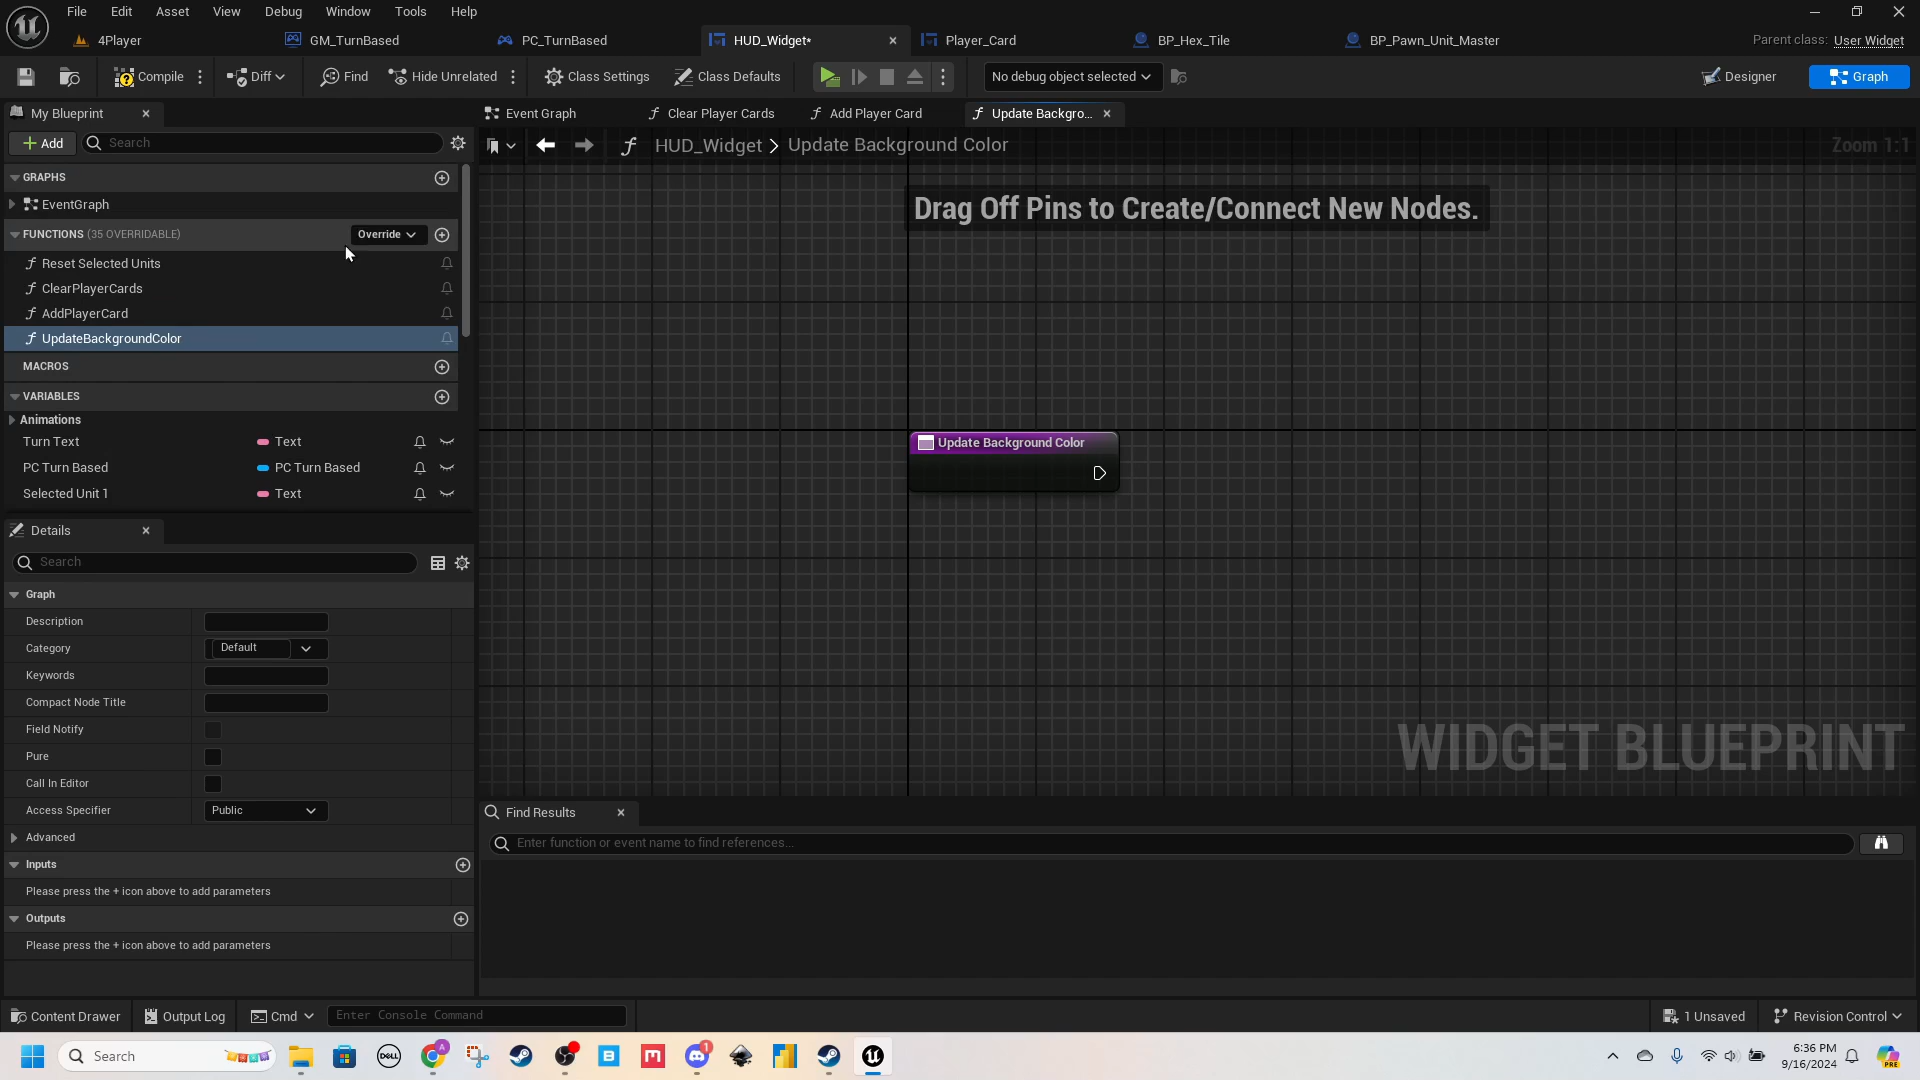 File Edit Asset View Debug Window Tools Help
4Player GM_TurnBased PC_TurnBased HUD_Widget* Player_Card BP_Hex_Tile BP_Pawn_Unit_Master Parent class: User Widget
Compile Diff Find Hide Unrelated Class Settings Class Defaults No debug object selected Designer Graph
My Blueprint Event Graph Clear Player Cards Add Player Card Update Backgro...
Add Search HUD_Widget > Update Background Color Zoom 1:1
GRAPHS
EventGraph
Drag Off Pins to Create/Connect New Nodes.
FUNCTIONS (35 OVERRIDABLE) Override
Reset Selected Units
ClearPlayerCards
AddPlayerCard
UpdateBackgroundColor
MACROS
VARIABLES
Animations
Turn Text Text
PC Turn Based PC Turn Based
Selected Unit 1 Text
Update Background Color
Details
Search
Graph
Description
Category Default
Keywords
Compact Node Title
Field Notify
Pure
Call In Editor
Access Specifier Public
Advanced
Inputs
Please press the + icon above to add parameters
Outputs
Please press the + icon above to add parameters
WIDGET BLUEPRINT
Find Results
Enter function or event name to find references...
Content Drawer Output Log Cmd Enter Console Command 1 Unsaved Revision Control
Search DELL A B M 1 PRE
6:36 PM
9/16/2024